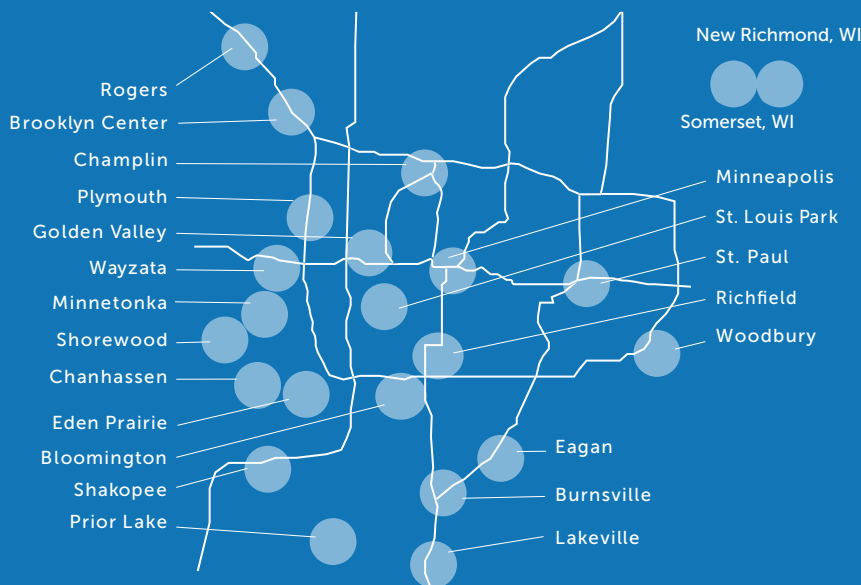 Rogers
Brooklyn Center
Champlin
Plymouth
Golden Valley
Wayzata
Minnetonka
Shorewood
Chanhassen
Eden Prairie
Bloomington
Shakopee
Prior Lake
New Richmond, WI
Somerset, WI
Minneapolis
St. Louis Park
St. Paul
Richfield
Woodbury
Eagan
Burnsville
Lakeville